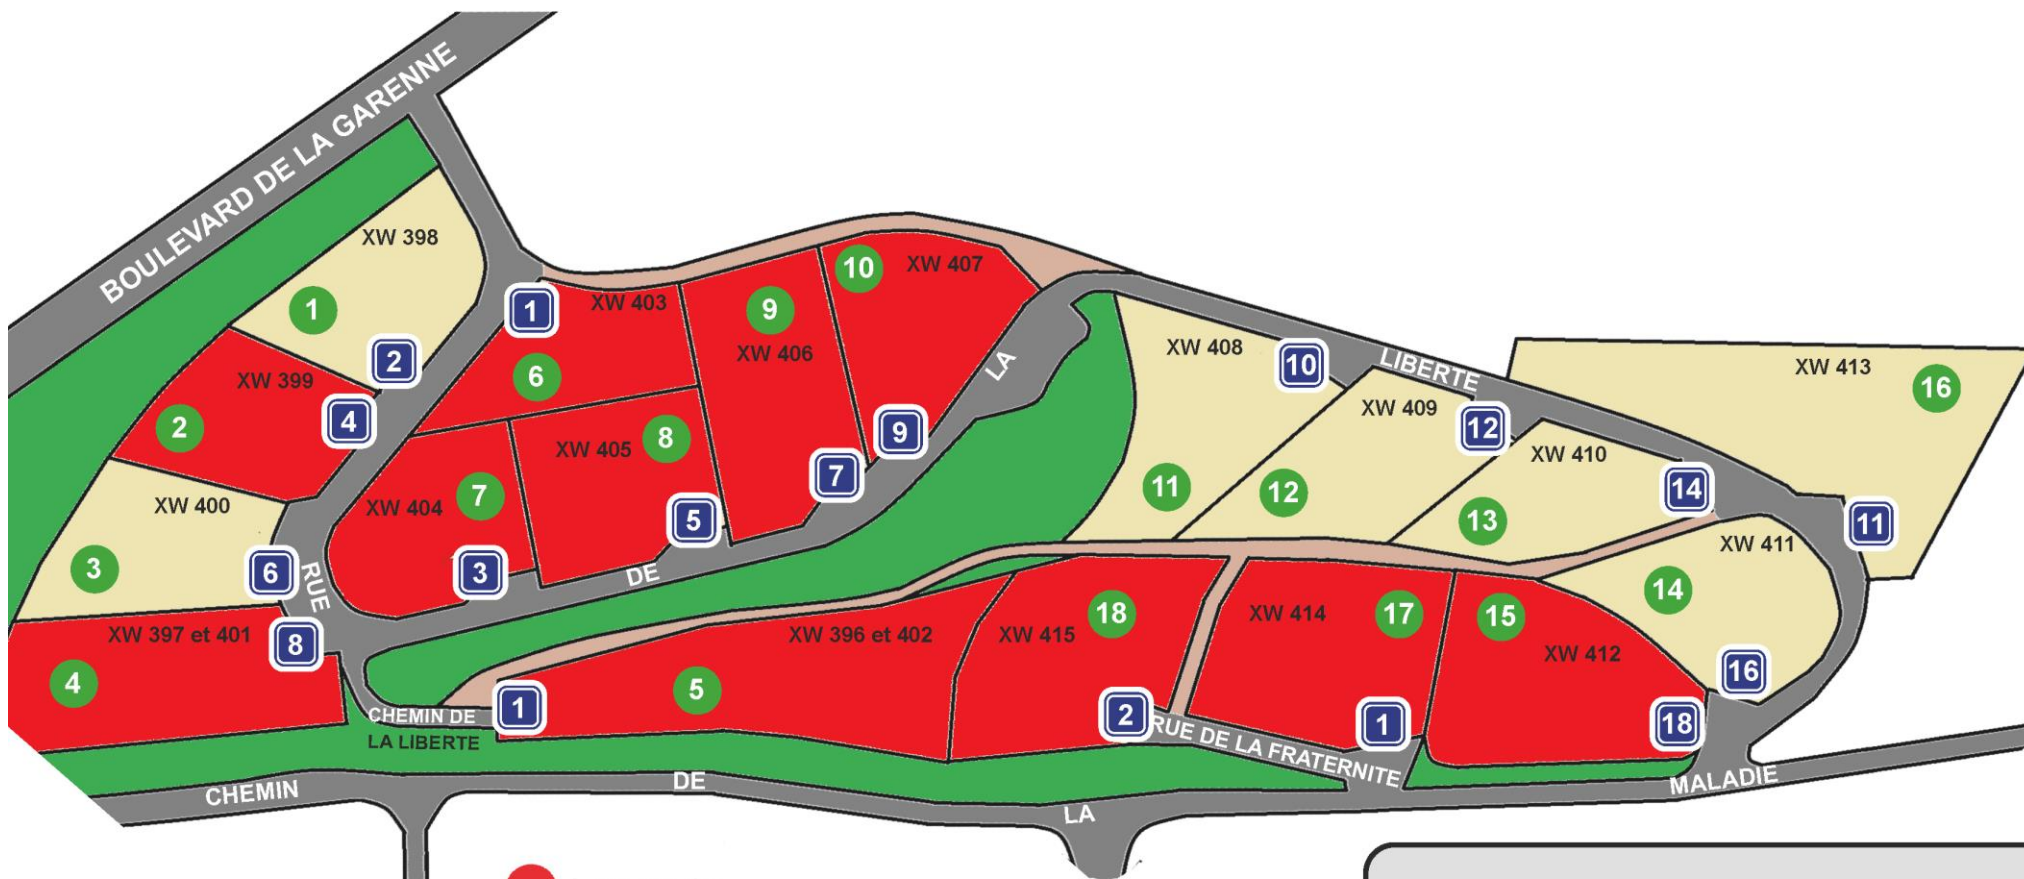 BOULEVARD DE LA GARENNE
XW 398
1
2
XW 399
2
4
XW 400
3
6
XW 397 et 401
4
8
RUE
DE
LA
LIBERTE
1
XW 403
6
XW 404
7
3
XW 405
8
5
9
XW 406
7
10
XW 407
9
XW 408
10
11
XW 409
12
12
XW 410
14
13
XW 413
16
11
XW 411
14
16
XW 396 et 402
5
1
CHEMIN DE
LA LIBERTE
XW 415
18
2
XW 414
17
1
15
XW 412
18
RUE DE LA FRATERNITE
CHEMIN
DE
LA
MALADIE